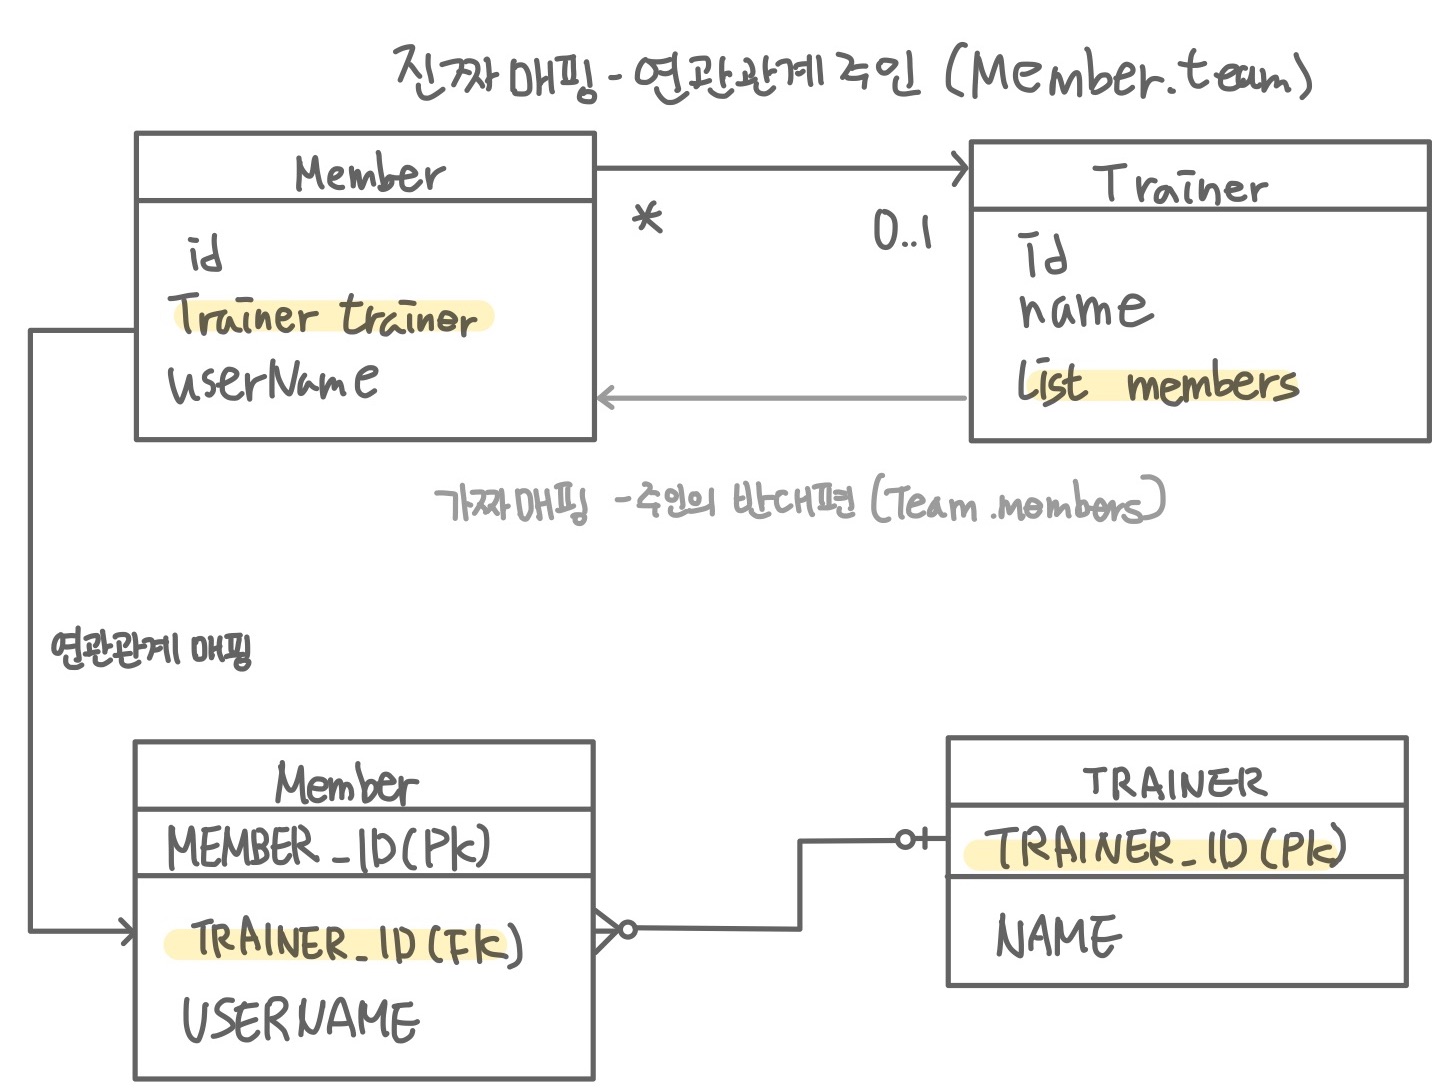 진짜 매핑 - 연관관계 주인 (Member.team)
Member
id
Trainer trainer
userName
*
0..1
Trainer
id
name
List members
가짜 매핑 - 주인의 반대편 (Team.members)
연관관계 매핑
Member
MEMBER_ID(PK)
TRAINER_ID(FK)
USERNAME
TRAINER
TRAINER_ID(PK)
NAME